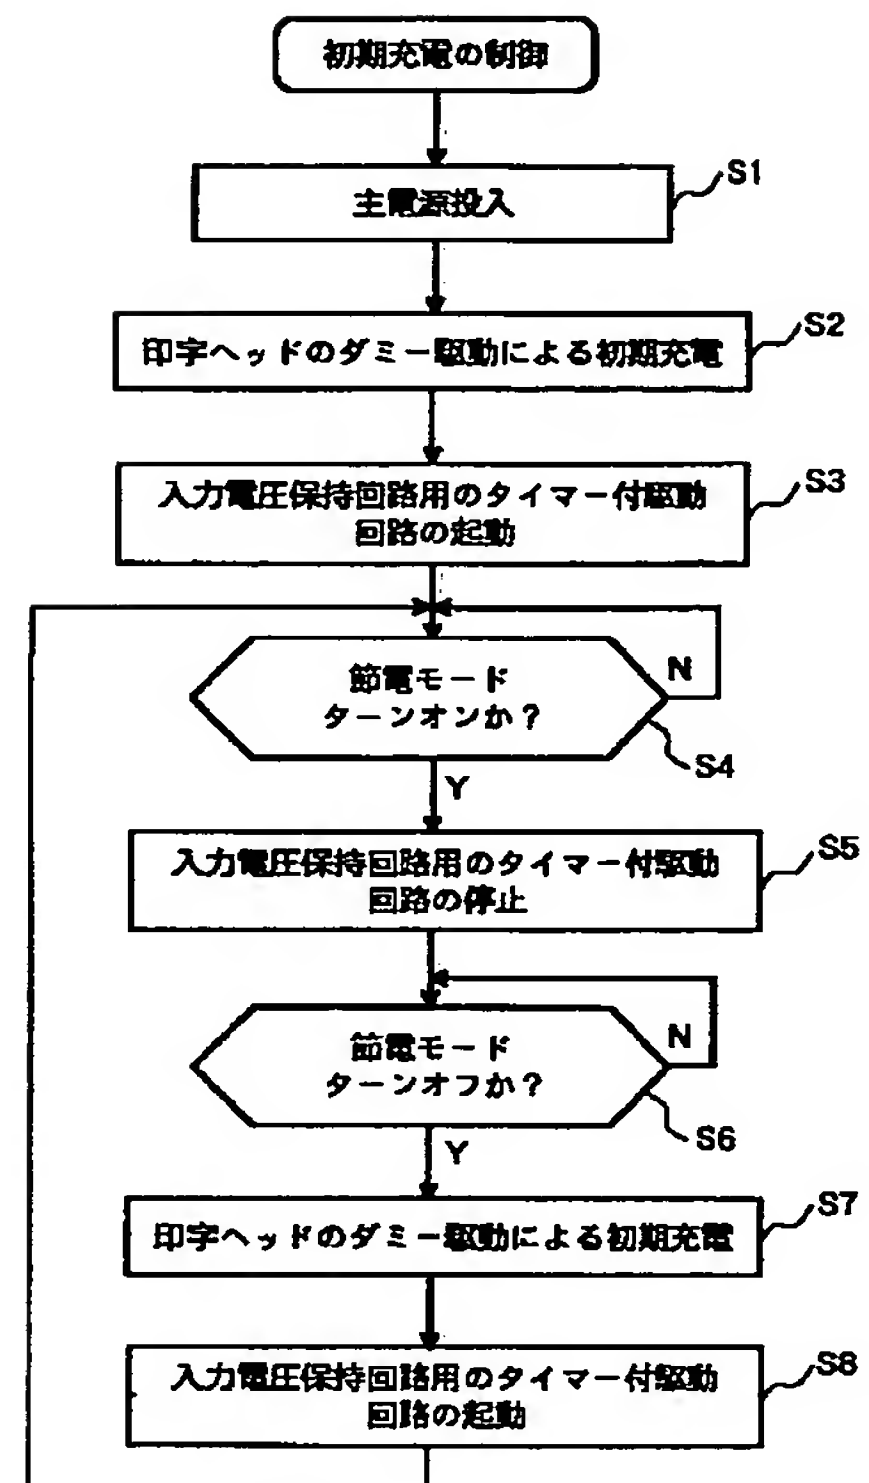 初期充電の制御
主電源投入
S1
印字ヘッドのダミー駆動による初期充電
S2
入力電圧保持回路用のタイマー付駆動
回路の起動
S3
節電モード
ターンオンか？
N
S4
Y
入力電圧保持回路用のタイマー付駆動
回路の停止
S5
節電モード
ターンオフか？
N
S6
Y
印字ヘッドのダミー駆動による初期充電
S7
入力電圧保持回路用のタイマー付駆動
回路の起動
S8